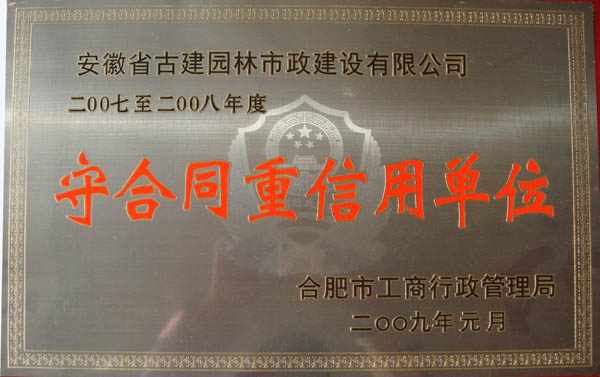 安徽省古建园林市政建设有限公司
二00七至二00八年度
守合同重信用单位
合肥市工商行政管理局
二00九年元月